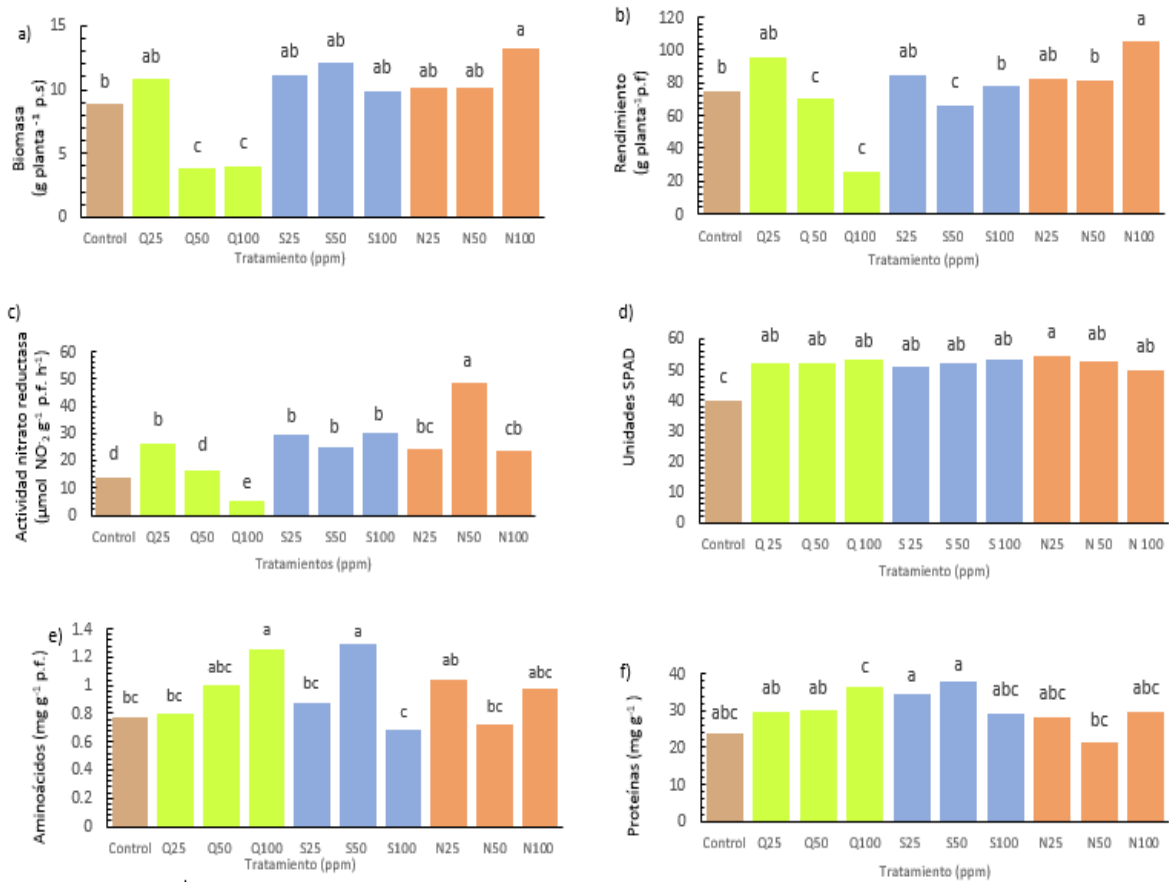 a)
Biomasa
(g planta⁻¹ p.s)
15
10
5
0
b
ab
c
c
ab
ab
ab
ab
ab
a
Control Q25 Q50 Q100 S25 S50 S100 N25 N50 N100
Tratamiento (ppm)
b)
Rendimiento
(g planta⁻¹p.f)
120
100
80
60
40
20
0
b
ab
c
c
ab
c
b
ab
b
a
Control Q25 Q 50 Q100 S25 S50 S100 N25 N50 N100
Tratamiento (ppm)
c)
Actividad nitrato reductasa
(µmol NO⁻₂ g⁻¹ p.f. h⁻¹)
60
50
40
30
20
10
0
d
b
d
e
b
b
b
bc
a
cb
Control Q25 Q50 Q100 S25 S50 S100 N25 N50 N100
Tratamientos (ppm)
d)
Unidades SPAD
60
50
40
30
20
10
0
c
ab
ab
ab
ab
ab
ab
a
ab
ab
Control Q 25 Q 50 Q 100 S 25 S 50 S 100 N25 N 50 N 100
Tratamiento (ppm)
e)
Aminoácidos (mg g⁻¹ p.f.)
1.4
1.2
1
0.8
0.6
0.4
0.2
0
bc
bc
abc
a
bc
a
c
ab
bc
abc
Control Q25 Q50 Q100 S25 S50 S100 N25 N50 N100
Tratamiento (ppm)
f)
Proteínas (mg g⁻¹ )
40
30
20
10
0
abc
ab
ab
c
a
a
abc
abc
bc
abc
Control Q25 Q50 Q100 S25 S50 S100 N25 N50 N100
Tratamiento (ppm)